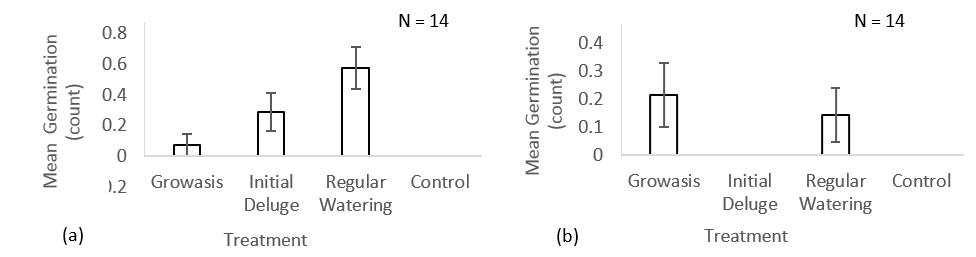 N = 14
Mean Germination
(count)
0.8
0.6
0.4
0.2
0
0.2
Growasis
Initial
Deluge
Regular
Watering
Control
Treatment
(a)
N = 14
Mean Germination
(count)
0.4
0.3
0.2
0.1
0
Growasis
Initial
Deluge
Regular
Watering
Control
Treatment
(b)